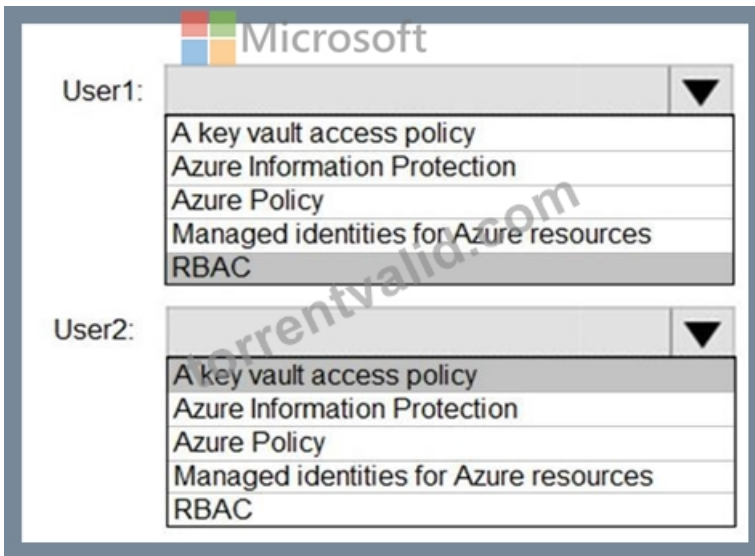 Microsoft
User1:
A key vault access policy
Azure Information Protection
Azure Policy
Managed identities for Azure resources
RBAC
User2:
A key vault access policy
Azure Information Protection
Azure Policy
Managed identities for Azure resources
RBAC
torrentvalid.com